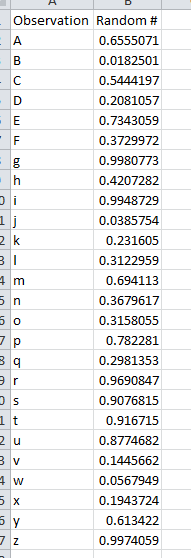 A B
Observation Random #
A 0.6555071
B 0.0182501
C 0.5444197
D 0.2081057
E 0.7343059
F 0.3729972
g 0.9980773
h 0.4207282
i 0.9948729
j 0.0385754
k 0.231605
l 0.3122959
m 0.694113
n 0.3679617
o 0.3158055
p 0.782281
q 0.2981353
r 0.9690847
s 0.9076815
t 0.916715
u 0.8774682
v 0.1445662
w 0.0567949
x 0.1943724
y 0.613422
z 0.9974059